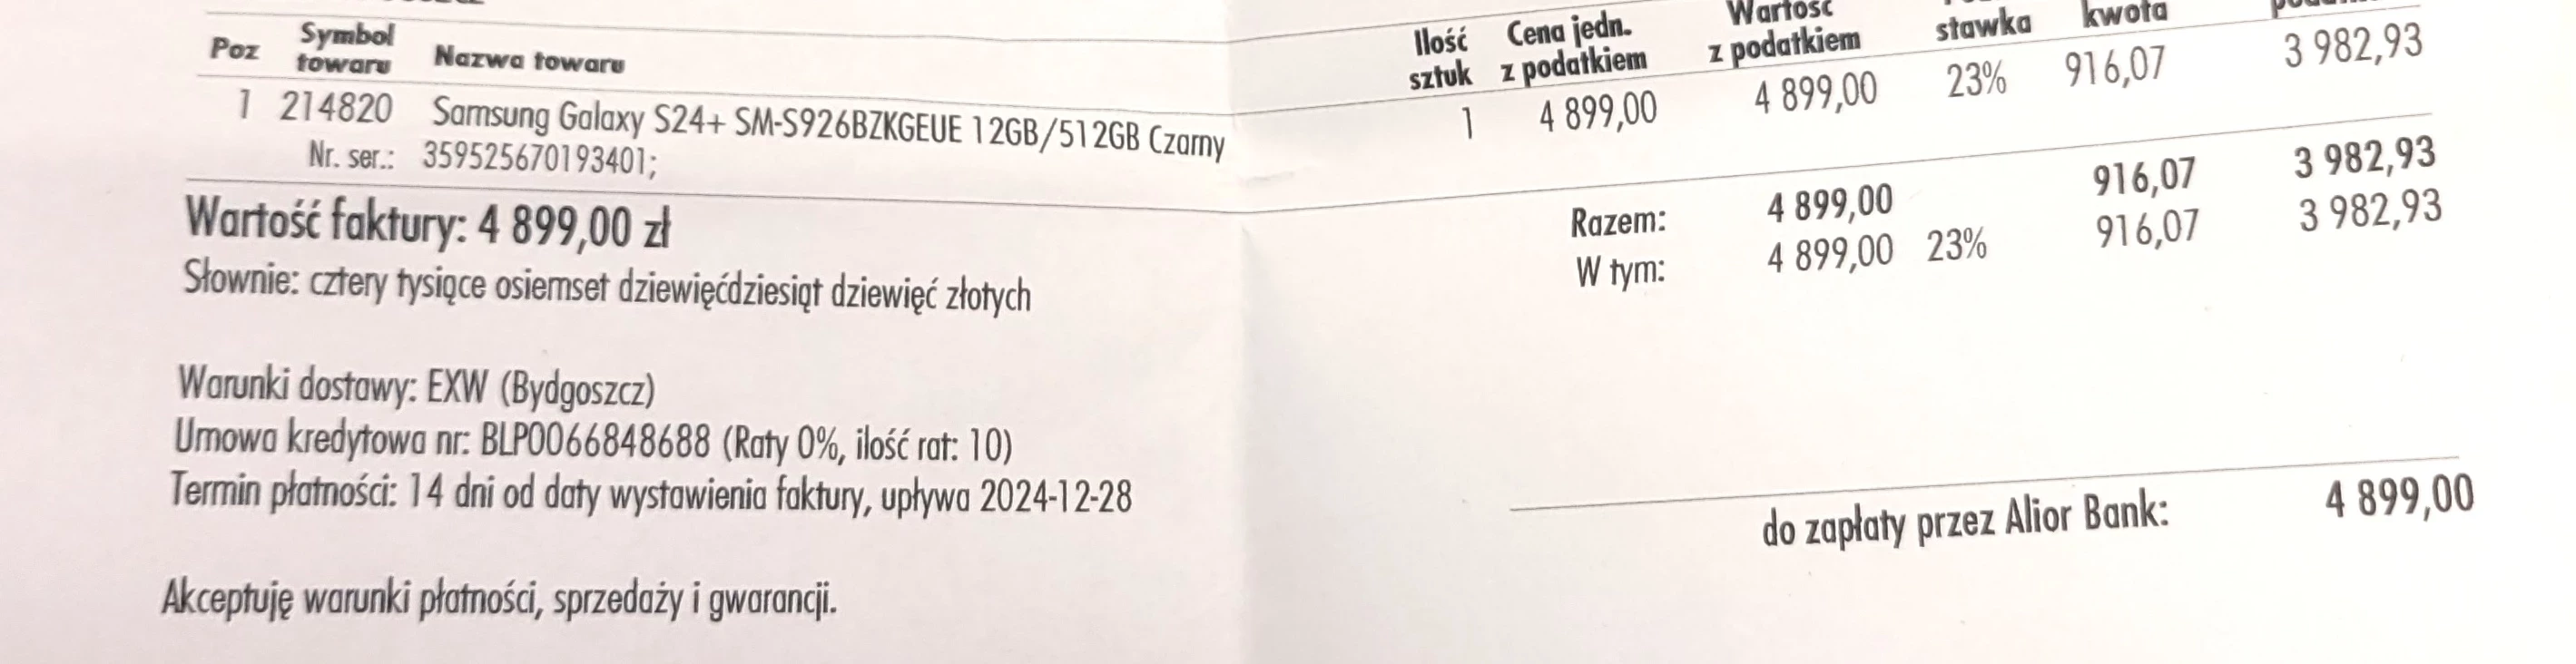 Poz Symbol towaru Nazwa towaru Ilość sztuk Cena jedn. z podatkiem Wartość z podatkiem stawka kwota
1 214820 Samsung Galaxy S24+ SM-S926BZKGEUE 12GB/512GB Czarny 1 4 899,00 4 899,00 23% 916,07 3 982,93
Nr. ser.: 359525670193401;
Razem: 4 899,00 916,07 3 982,93
W tym: 4 899,00 23% 916,07 3 982,93
Wartość faktury: 4 899,00 zł
Słownie: cztery tysiące osiemset dziewięćdziesiąt dziewięć złotych
Warunki dostawy: EXW (Bydgoszcz)
Umowa kredytowa nr: BLP0066848688 (Raty 0%, ilość rat: 10)
Termin płatności: 14 dni od daty wystawienia faktury, upływa 2024-12-28
do zapłaty przez Alior Bank: 4 899,00
Akceptuję warunki płatności, sprzedaży i gwarancji.